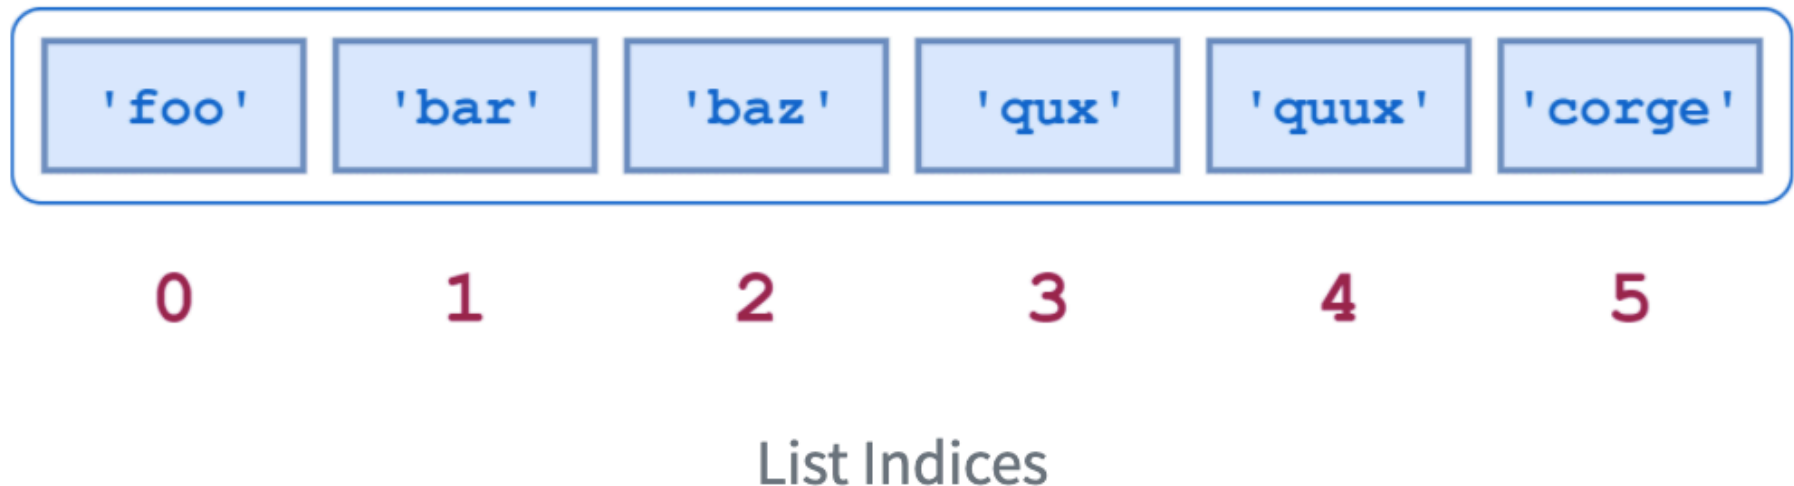 'foo' 'bar' 'baz' 'qux' 'quux' 'corge'
0 1 2 3 4 5
List Indices